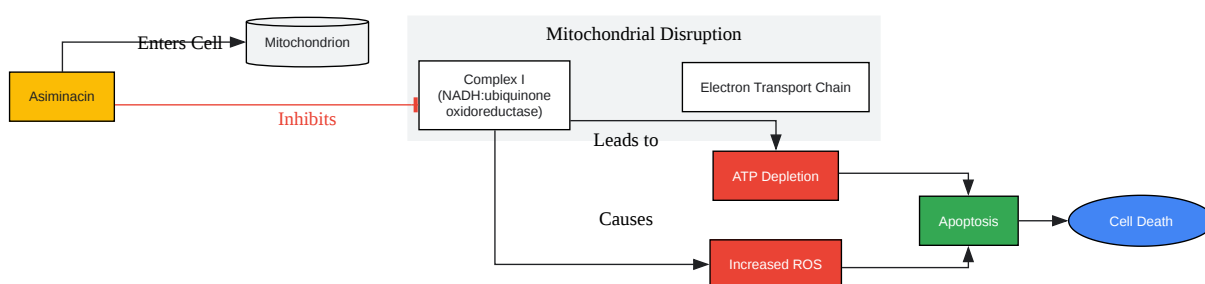 Mitochondrial Disruption
Enters Cell
Mitochondrion
Asiminacin
Inhibits
Complex I
(NADH:ubiquinone
oxidoreductase)
Electron Transport Chain
Leads to
ATP Depletion
Causes
Apoptosis
Cell Death
Increased ROS